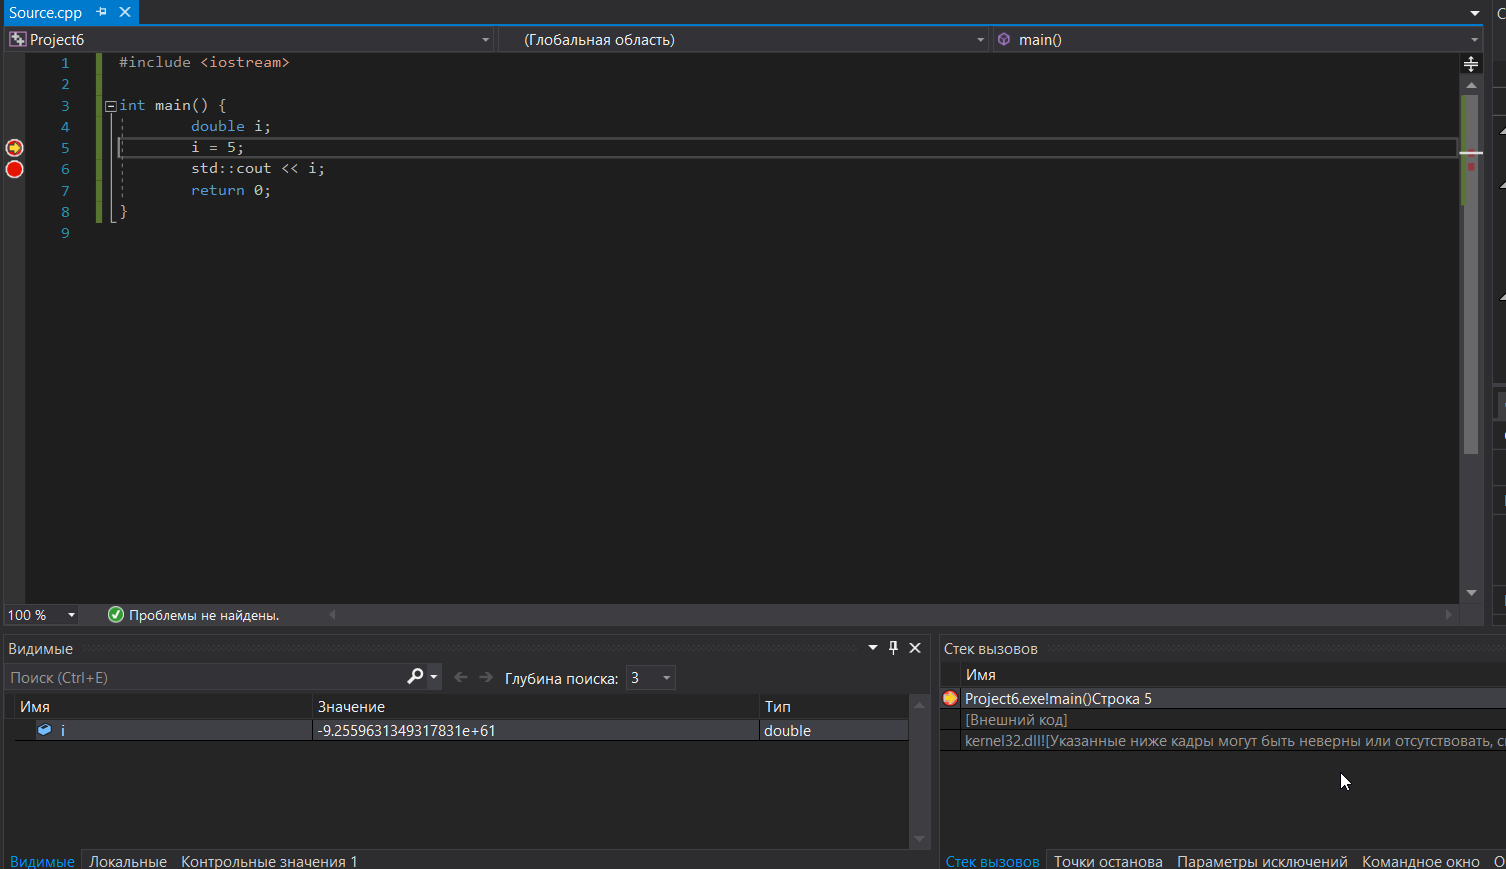 Source.cpp
Project6 (Глобальная область) main()
1 #include <iostream>
2
3 int main() {
4 double i;
5 i = 5;
6 std::cout << i;
7 return 0;
8 }
9
100 % Проблемы не найдены.
Видимые
Поиск (Ctrl+E) Глубина поиска: 3
Имя Значение Тип
i -9.2559631349317831e+61 double
Видимые Локальные Контрольные значения 1
Стек вызовов
Имя
Project6.exe!main()Строка 5
[Внешний код]
kernel32.dll![Указанные ниже кадры могут быть неверны или отсутствовать,
Стек вызовов Точки останова Параметры исключений Командное окно